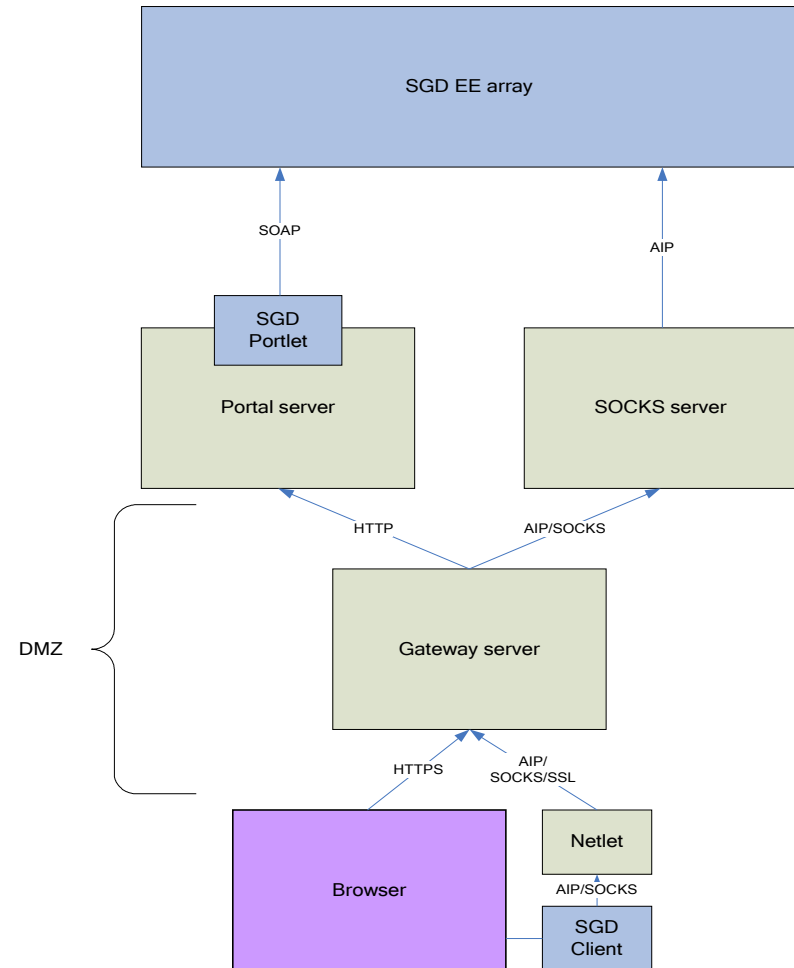 SGD EE array
SOAP
AIP
SGD
Portlet
Portal server
SOCKS server
HTTP
AIP/SOCKS
DMZ
Gateway server
HTTPS
AIP/
SOCKS/SSL
Netlet
Browser
AIP/SOCKS
SGD
Client